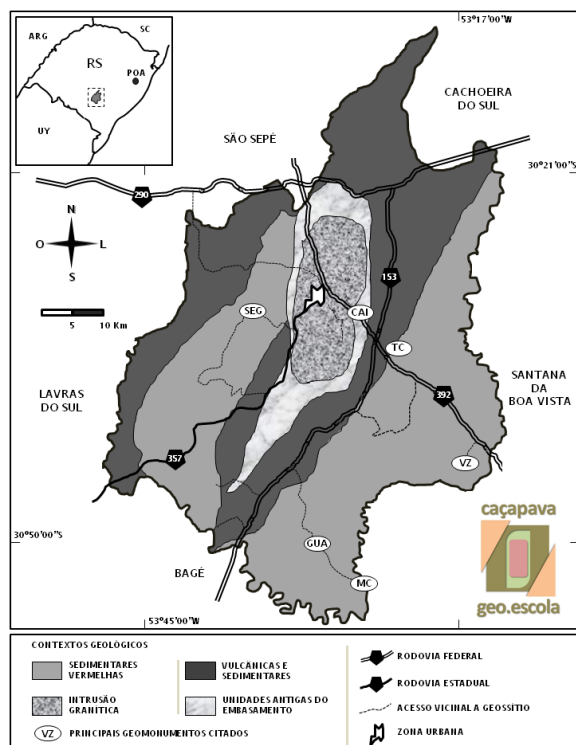 53°17'00"W
ARG
SC
RS
POA
UY
CACHOEIRA
DO SUL
SÃO SEPÉ
30°21'00"S
290
N
O
L
S
153
5
10 Km
SEG
CAI
TC
LAVRAS
DO SUL
SANTANA
DA
BOA VISTA
392
357
VZ
caçapava
geo.escola
30°50'00"S
GUA
BAGÉ
MC
53°45'00"W
CONTEXTOS GEOLÓGICOS
SEDIMENTARES
VERMELHAS
VULCÂNICAS E
SEDIMENTARES
INTRUSÃO
GRANÍTICA
UNIDADES ANTIGAS DO
EMBASAMENTO
VZ PRINCIPAIS GEOMONUMENTOS CITADOS
RODOVIA FEDERAL
RODOVIA ESTADUAL
ACESSO VICINAL A GEOSSÍTIO
ZONA URBANA